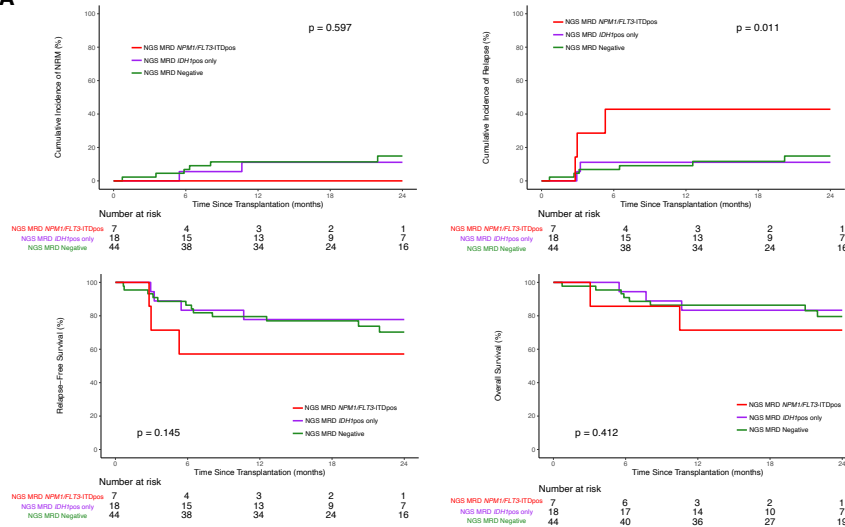 A
Cumulative Incidence of NRM (%)
100
80
60
40
20
0
p = 0.597
NGS MRD NPM1/FLT3-ITDpos
NGS MRD IDH1pos only
NGS MRD Negative
0 6 12 18 24
Time Since Transplantation (months)
Number at risk
NGS MRD NPM1/FLT3-ITDpos 7 4 3 2 1
NGS MRD IDH1pos only 18 15 13 9 7
NGS MRD Negative 44 38 34 24 16
Cumulative Incidence of Relapse (%)
100
80
60
40
20
0
NGS MRD NPM1/FLT3-ITDpos
NGS MRD IDH1pos only
NGS MRD Negative
p = 0.011
0 6 12 18 24
Time Since Transplantation (months)
Number at risk
NGS MRD NPM1/FLT3-ITDpos 7 4 3 2 1
NGS MRD IDH1pos only 18 15 13 9 7
NGS MRD Negative 44 38 34 24 16
Relapse-Free Survival (%)
100
80
60
40
20
0
NGS MRD NPM1/FLT3-ITDpos
NGS MRD IDH1pos only
NGS MRD Negative
p = 0.145
0 6 12 18 24
Time Since Transplantation (months)
Number at risk
NGS MRD NPM1/FLT3-ITDpos 7 4 3 2 1
NGS MRD IDH1pos only 18 15 13 9 7
NGS MRD Negative 44 38 34 24 16
Overall Survival (%)
100
80
60
40
20
0
NGS MRD NPM1/FLT3-ITDpos
NGS MRD IDH1pos only
NGS MRD Negative
p = 0.412
0 6 12 18 24
Time Since Transplantation (months)
Number at risk
NGS MRD NPM1/FLT3-ITDpos 7 6 3 2 1
NGS MRD IDH1pos only 18 17 14 10 7
NGS MRD Negative 44 40 36 27 19